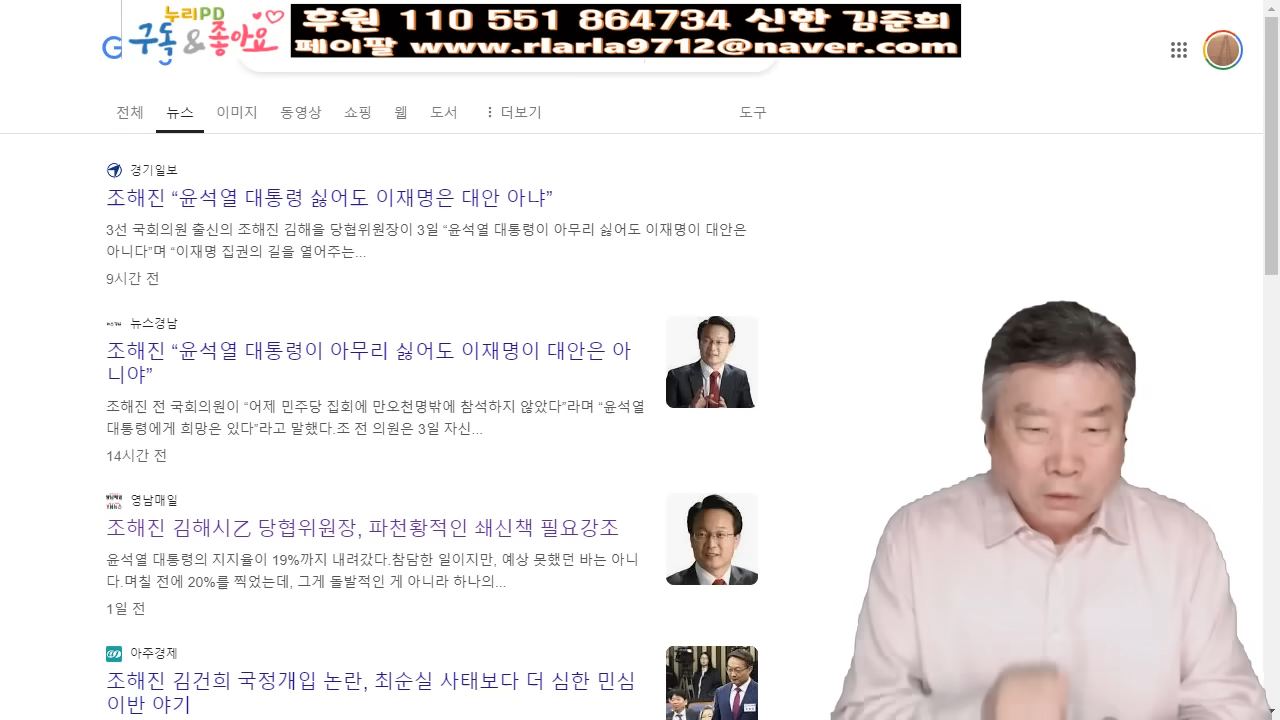 누리PD
구독&좋아요
후원 110 551 864734 신한 김준희
페이팔 www.rlarla9712@naver.com
G
전체 뉴스 이미지 동영상 쇼핑 웹 도서 더보기 도구
경기일보
조해진 “윤석열 대통령 싫어도 이재명은 대안 아냐”
3선 국회의원 출신의 조해진 김해을 당협위원장이 3일 “윤석열 대통령이 아무리 싫어도 이재명이 대안은
아니다”며 “이재명 집권의 길을 열어주는...
9시간 전
뉴스경남
조해진 “윤석열 대통령이 아무리 싫어도 이재명이 대안은 아
니야”
조해진 전 국회의원이 “어제 민주당 집회에 만오천명밖에 참석하지 않았다”라며 “윤석열
대통령에게 희망은 있다”라고 말했다.조 전 의원은 3일 자신...
14시간 전
영남매일
조해진 김해시乙 당협위원장, 파천황적인 쇄신책 필요강조
윤석열 대통령의 지지율이 19%까지 내려갔다.참담한 일이지만, 예상 못했던 바는 아니
다.며칠 전에 20%를 찍었는데, 그게 돌발적인 게 아니라 하나의...
1일 전
아주경제
조해진 김건희 국정개입 논란, 최순실 사태보다 더 심한 민심
이반 야기